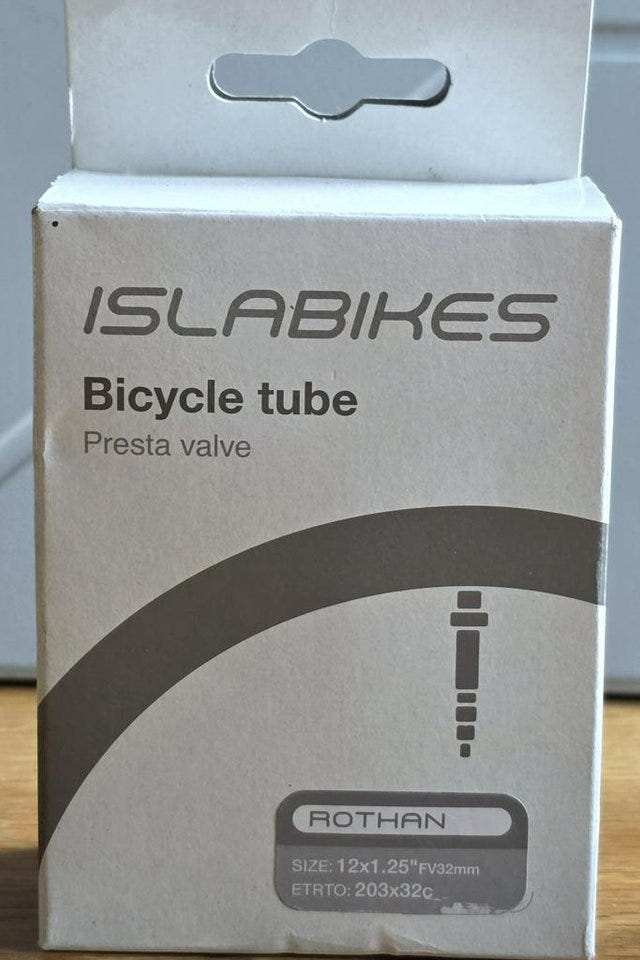 ISLABIKES
Bicycle tube
Presta valve
ROTHAN
SIZE: 12x1.25"FV32mm
ETRTO: 203x32c